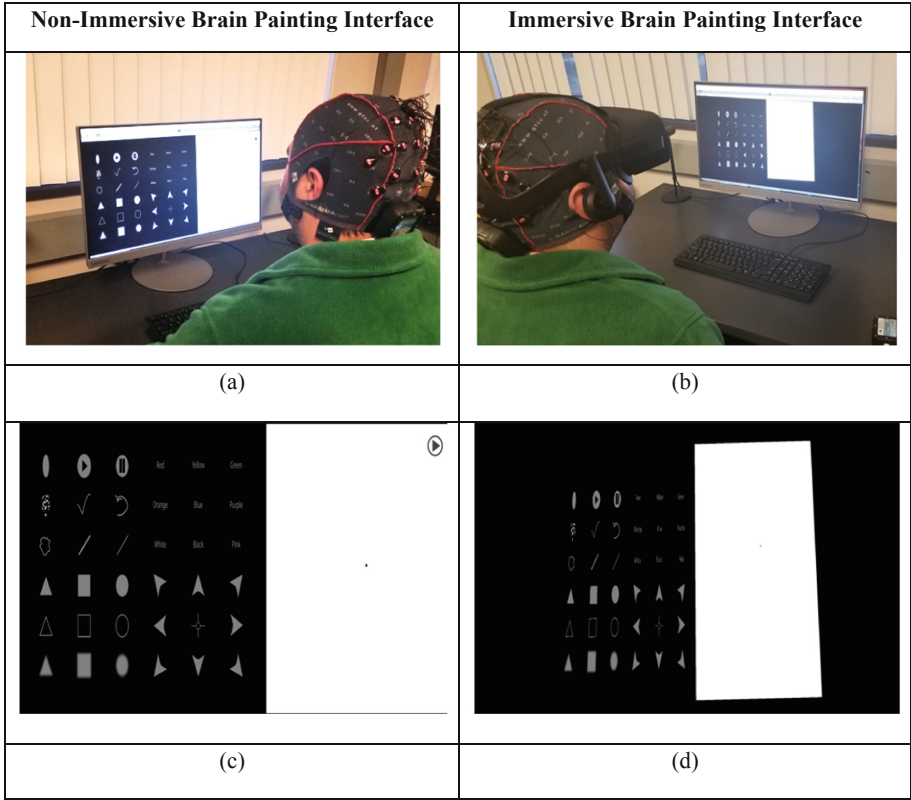 Non-Immersive Brain Painting Interface
Immersive Brain Painting Interface
(a)
(b)
Red Yellow Green
Orange Blue Purple
White Black Pink
(c)
(d)